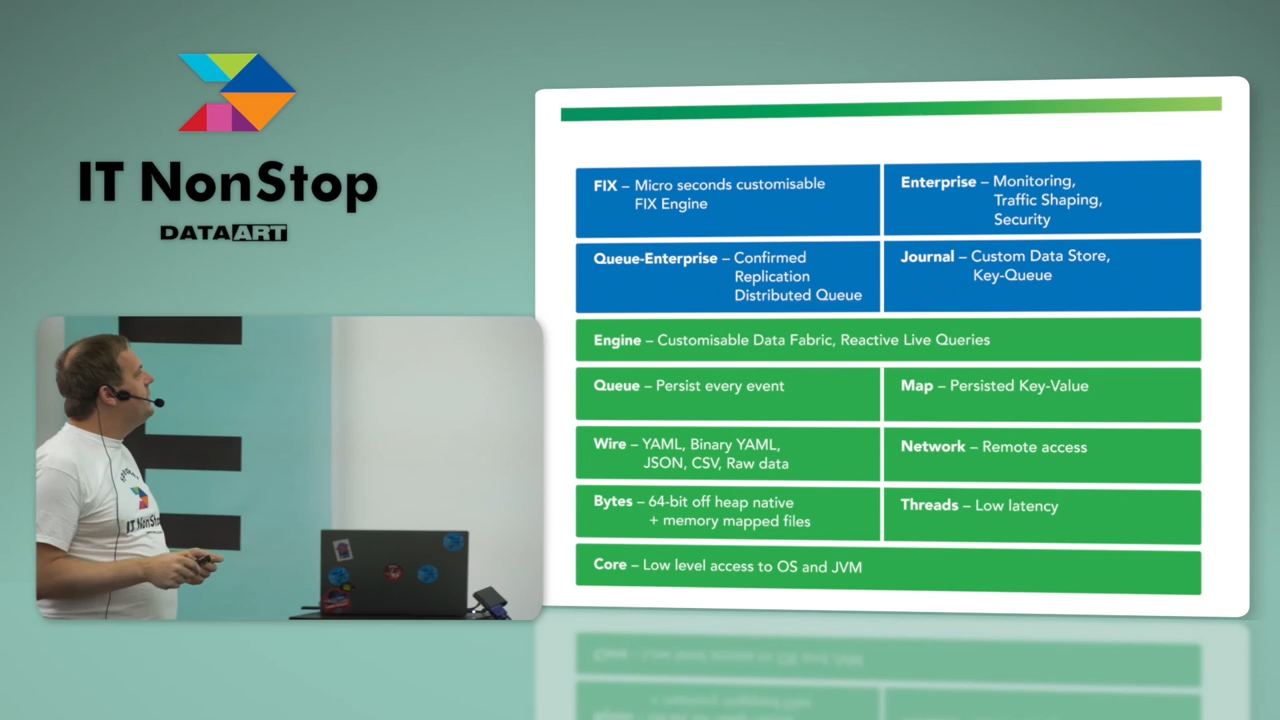 IT NonStop
DATAART
IT NonSto
FIX – Micro seconds customisable
FIX Engine
Enterprise – Monitoring,
Traffic Shaping,
Security
Queue-Enterprise – Confirmed
Replication
Distributed Queue
Journal – Custom Data Store,
Key-Queue
Engine – Customisable Data Fabric, Reactive Live Queries
Queue – Persist every event
Map – Persisted Key-Value
Wire – YAML, Binary YAML,
JSON, CSV, Raw data
Network – Remote access
Bytes – 64-bit off heap native
+ memory mapped files
Threads – Low latency
Core – Low level access to OS and JVM